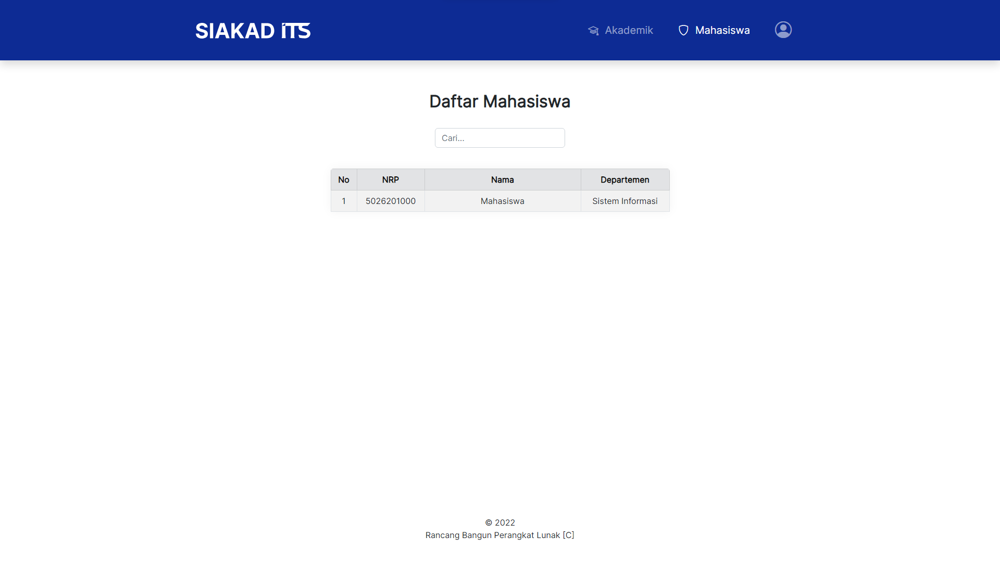 SIAKAD ITS
Akademik
Mahasiswa
Daftar Mahasiswa
Cari...
No NRP Nama Departemen
1 5026201000 Mahasiswa Sistem Informasi
© 2022
Rancang Bangun Perangkat Lunak [C]